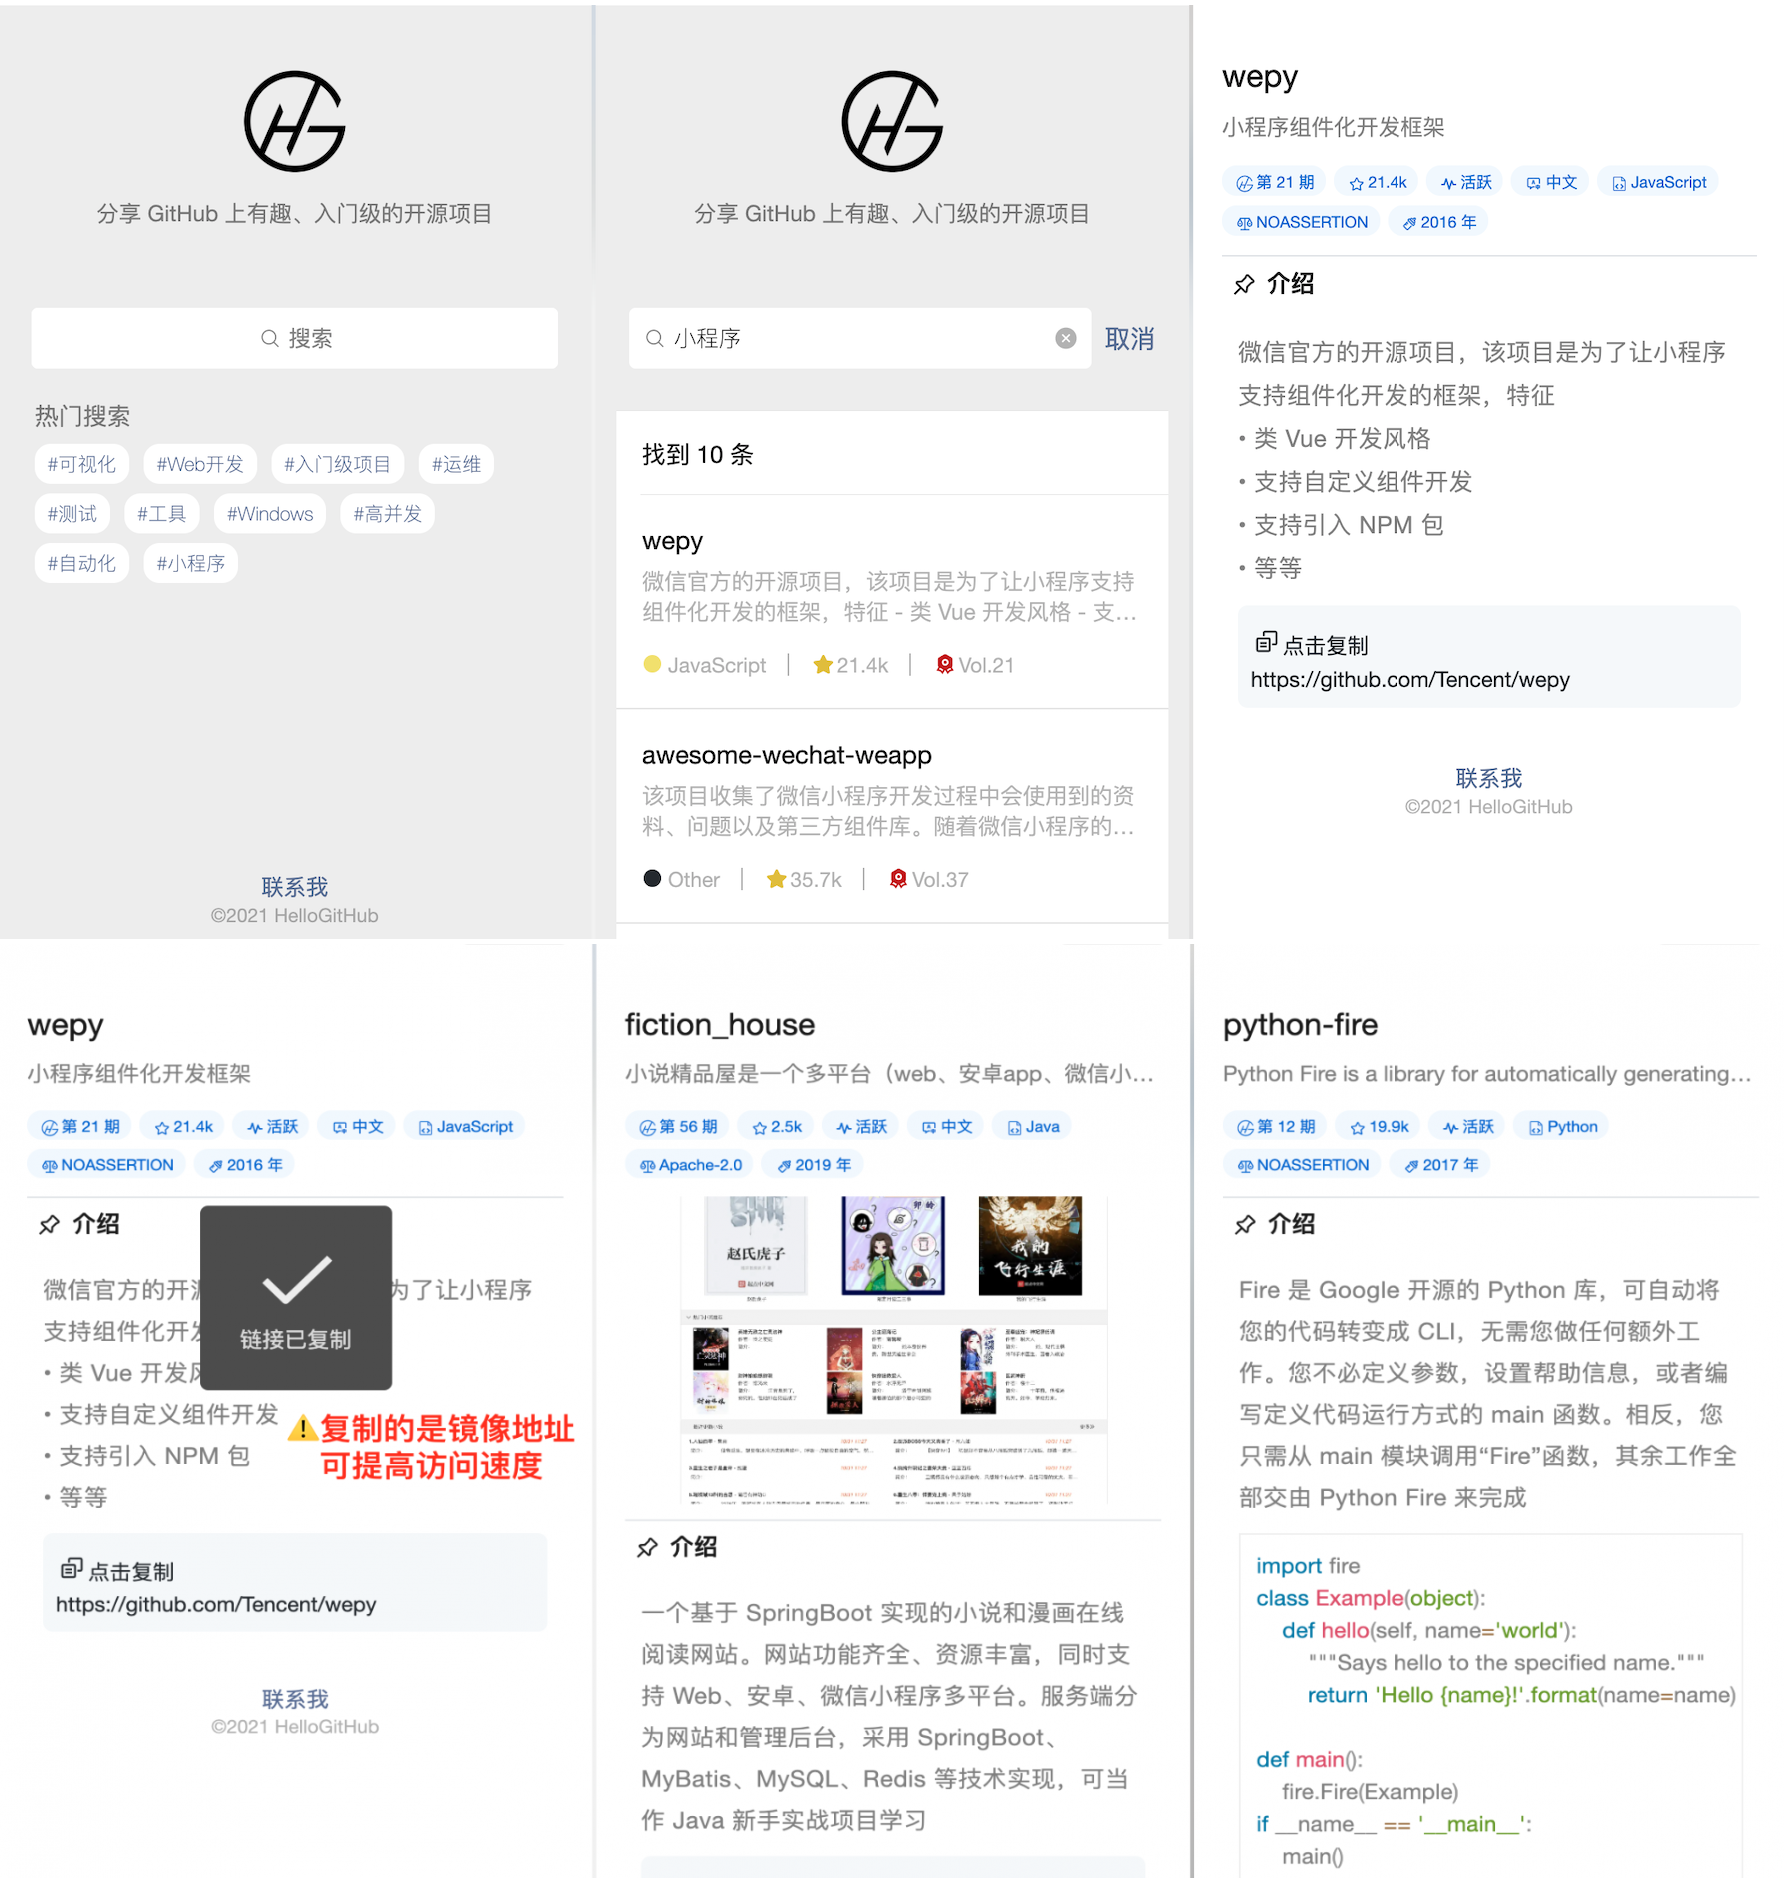 分享 GitHub 上有趣、入门级的开源项目
搜索
热门搜索
#可视化 #Web开发 #入门级项目 #运维
#测试 #工具 #Windows #高并发
#自动化 #小程序
联系我
©2021 HelloGitHub
分享 GitHub 上有趣、入门级的开源项目
小程序 取消
找到 10 条
wepy
微信官方的开源项目，该项目是为了让小程序支持
组件化开发的框架，特征 - 类 Vue 开发风格 - 支...
JavaScript | 21.4k | Vol.21
awesome-wechat-weapp
该项目收集了微信小程序开发过程中会使用到的资
料、问题以及第三方组件库。随着微信小程序的...
Other | 35.7k | Vol.37
wepy
小程序组件化开发框架
第 21 期 21.4k 活跃 中文 JavaScript
NOASSERTION 2016 年
介绍
微信官方的开源项目，该项目是为了让小程序
支持组件化开发的框架，特征
• 类 Vue 开发风格
• 支持自定义组件开发
• 支持引入 NPM 包
• 等等
点击复制
https://github.com/Tencent/wepy
联系我
©2021 HelloGitHub
wepy
小程序组件化开发框架
第 21 期 21.4k 活跃 中文 JavaScript
NOASSERTION 2016 年
介绍
微信官方的开 为了让小程序
支持组件化开
链接已复制
• 类 Vue 开发
• 支持自定义组件开发
⚠️复制的是镜像地址
可提高访问速度
• 支持引入 NPM 包
• 等等
点击复制
https://github.com/Tencent/wepy
联系我
©2021 HelloGitHub
fiction_house
小说精品屋是一个多平台（web、安卓app、微信小...
第 56 期 2.5k 活跃 中文 Java
Apache-2.0 2019 年
赵氏虎子
我的
飞行生涯
介绍
一个基于 SpringBoot 实现的小说和漫画在线
阅读网站。网站功能齐全、资源丰富，同时支
持 Web、安卓、微信小程序多平台。服务端分
为网站和管理后台，采用 SpringBoot、
MyBatis、MySQL、Redis 等技术实现，可当
作 Java 新手实战项目学习
python-fire
Python Fire is a library for automatically generating...
第 12 期 19.9k 活跃 Python
NOASSERTION 2017 年
介绍
Fire 是 Google 开源的 Python 库，可自动将
您的代码转变成 CLI，无需您做任何额外工
作。您不必定义参数，设置帮助信息，或者编
写定义代码运行方式的 main 函数。相反，您
只需从 main 模块调用“Fire”函数，其余工作全
部交由 Python Fire 来完成
import fire
class Example(object):
def hello(self, name='world'):
"""Says hello to the specified name."""
return 'Hello {name}!'.format(name=name)
def main():
fire.Fire(Example)
if __name__ == '__main__':
main()